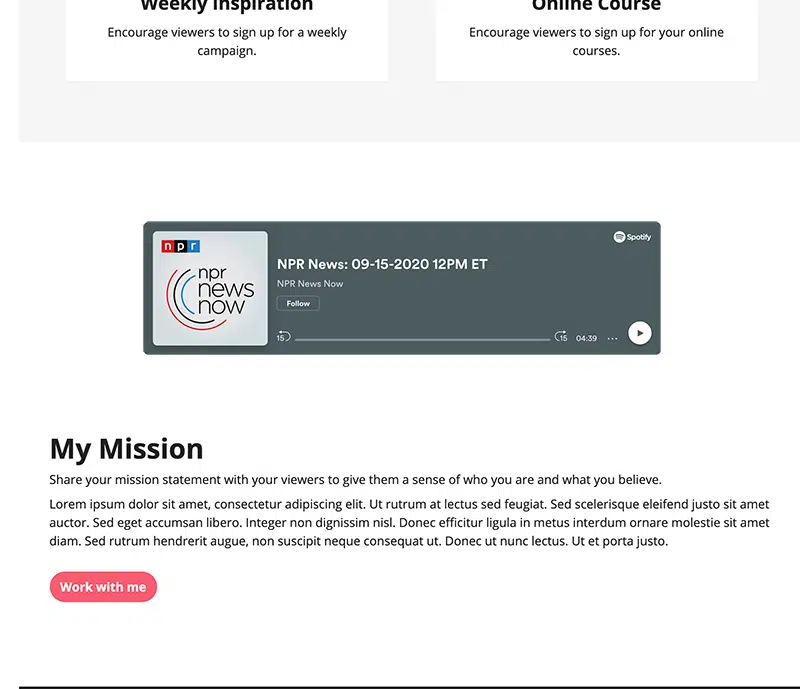 Weekly Inspiration
Encourage viewers to sign up for a weekly
campaign.
Online Course
Encourage viewers to sign up for your online
courses.
npr
npr
news
now
NPR News: 09-15-2020 12PM ET
NPR News Now
Follow
Spotify
15
15
04:39
My Mission
Share your mission statement with your viewers to give them a sense of who you are and what you believe.
Lorem ipsum dolor sit amet, consectetur adipiscing elit. Ut rutrum at lectus sed feugiat. Sed scelerisque eleifend justo sit amet
auctor. Sed eget accumsan libero. Integer non dignissim nisl. Donec efficitur ligula in metus interdum ornare molestie sit amet
diam. Sed rutrum hendrerit augue, non suscipit neque consequat ut. Donec ut nunc lectus. Ut et porta justo.
Work with me